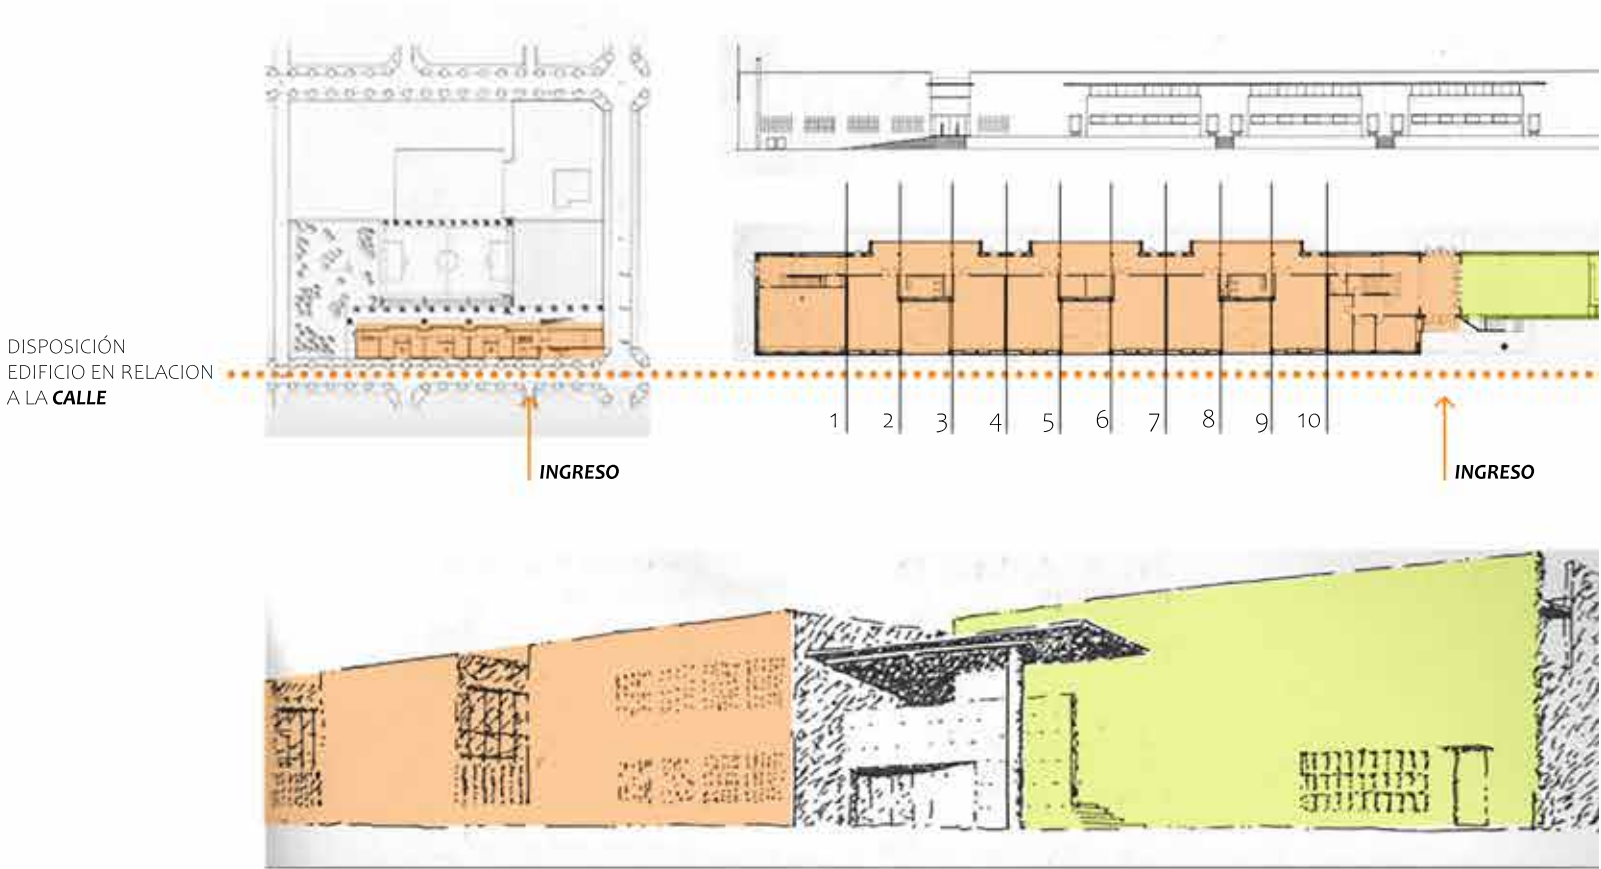 DISPOSICIÓN
EDIFICIO EN RELACION
A LA CALLE
1 2 3 4 5 6 7 8 9 10
INGRESO
INGRESO